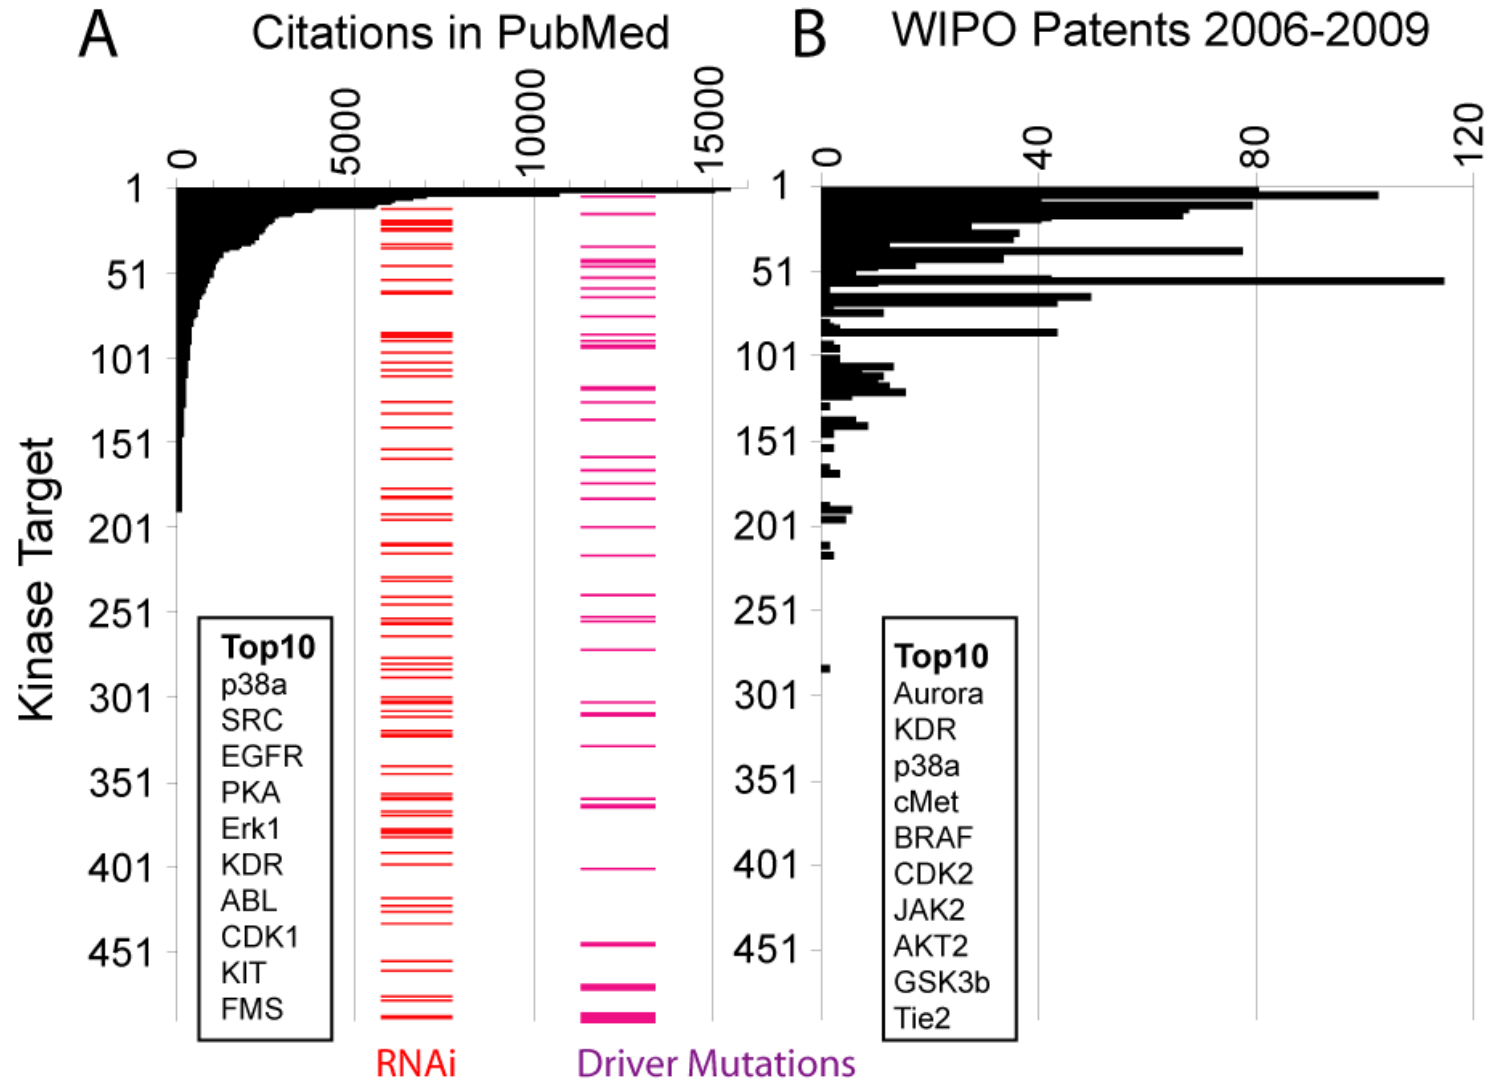 A
Citations in PubMed
0
5000
10000
15000
1
51
101
151
201
251
301
351
401
451
Kinase Target
Top10
p38a
SRC
EGFR
PKA
Erk1
KDR
ABL
CDK1
KIT
FMS
RNAi
Driver Mutations
B
WIPO Patents 2006-2009
0
40
80
120
1
51
101
151
201
251
301
351
401
451
Top10
Aurora
KDR
p38a
cMet
BRAF
CDK2
JAK2
AKT2
GSK3b
Tie2